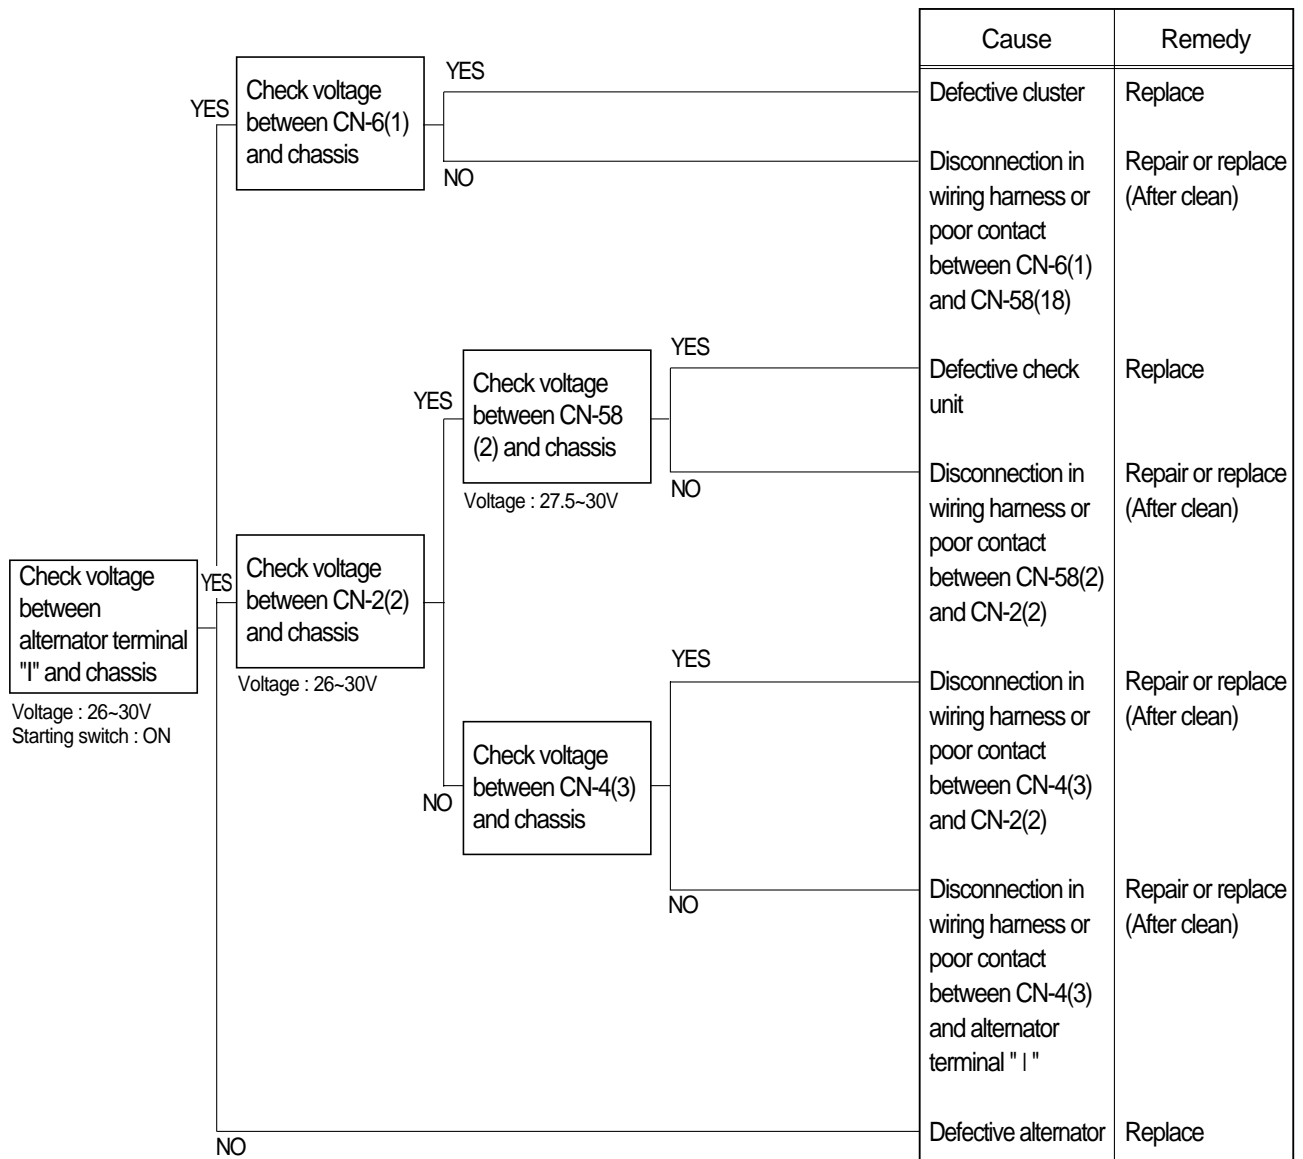 Cause
Remedy
YES
YES
Check voltage
between CN-6(1)
and chassis
NO
Defective cluster
Replace
Disconnection in
wiring harness or
poor contact
between CN-6(1)
and CN-58(18)
Repair or replace
(After clean)
YES
YES
Check voltage
between CN-58
(2) and chassis
Voltage : 27.5~30V
NO
Defective check
unit
Replace
Disconnection in
wiring harness or
poor contact
between CN-58(2)
and CN-2(2)
Repair or replace
(After clean)
Check voltage
between
alternator terminal
"I" and chassis
Voltage : 26~30V
Starting switch : ON
YES
Check voltage
between CN-2(2)
and chassis
Voltage : 26~30V
YES
NO
Check voltage
between CN-4(3)
and chassis
NO
Disconnection in
wiring harness or
poor contact
between CN-4(3)
and CN-2(2)
Repair or replace
(After clean)
Disconnection in
wiring harness or
poor contact
between CN-4(3)
and alternator
terminal " I "
Repair or replace
(After clean)
NO
Defective alternator
Replace